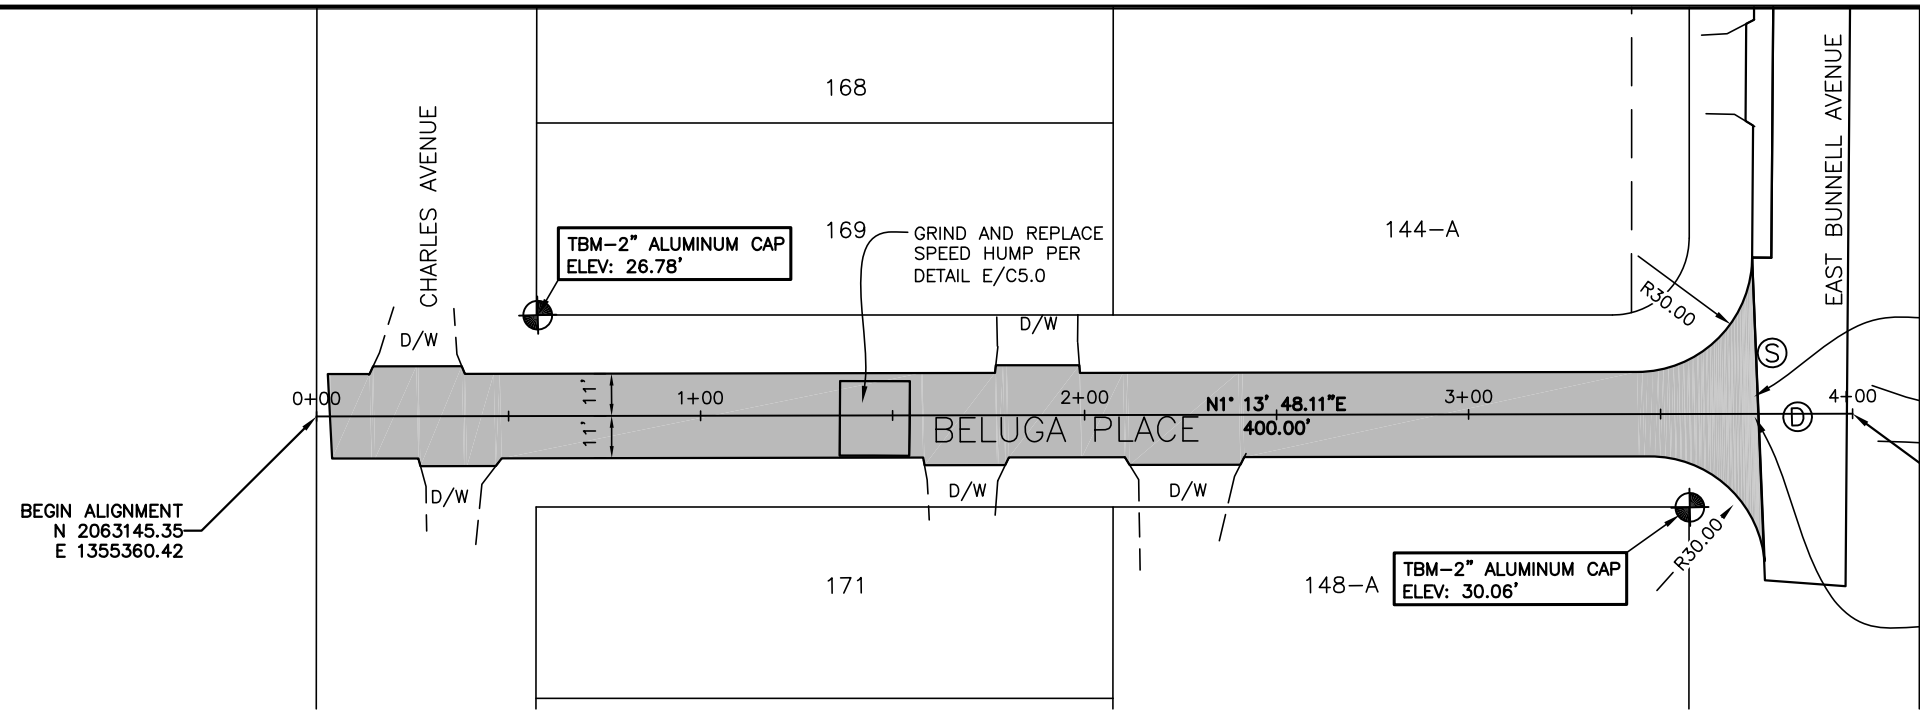 168
CHARLES AVENUE
EAST BUNNELL AVENUE
169
144-A
GRIND AND REPLACE
SPEED HUMP PER
DETAIL E/C5.0
TBM-2" ALUMINUM CAP
ELEV: 26.78'
R30.00
D/W
D/W
S
0+00
11'
11'
1+00
2+00
3+00
4+00
N1° 13' 48.11"E
400.00'
BELUGA PLACE
D
D/W
D/W
D/W
BEGIN ALIGNMENT
N 2063145.35
E 1355360.42
R30.00
171
148-A
TBM-2" ALUMINUM CAP
ELEV: 30.06'